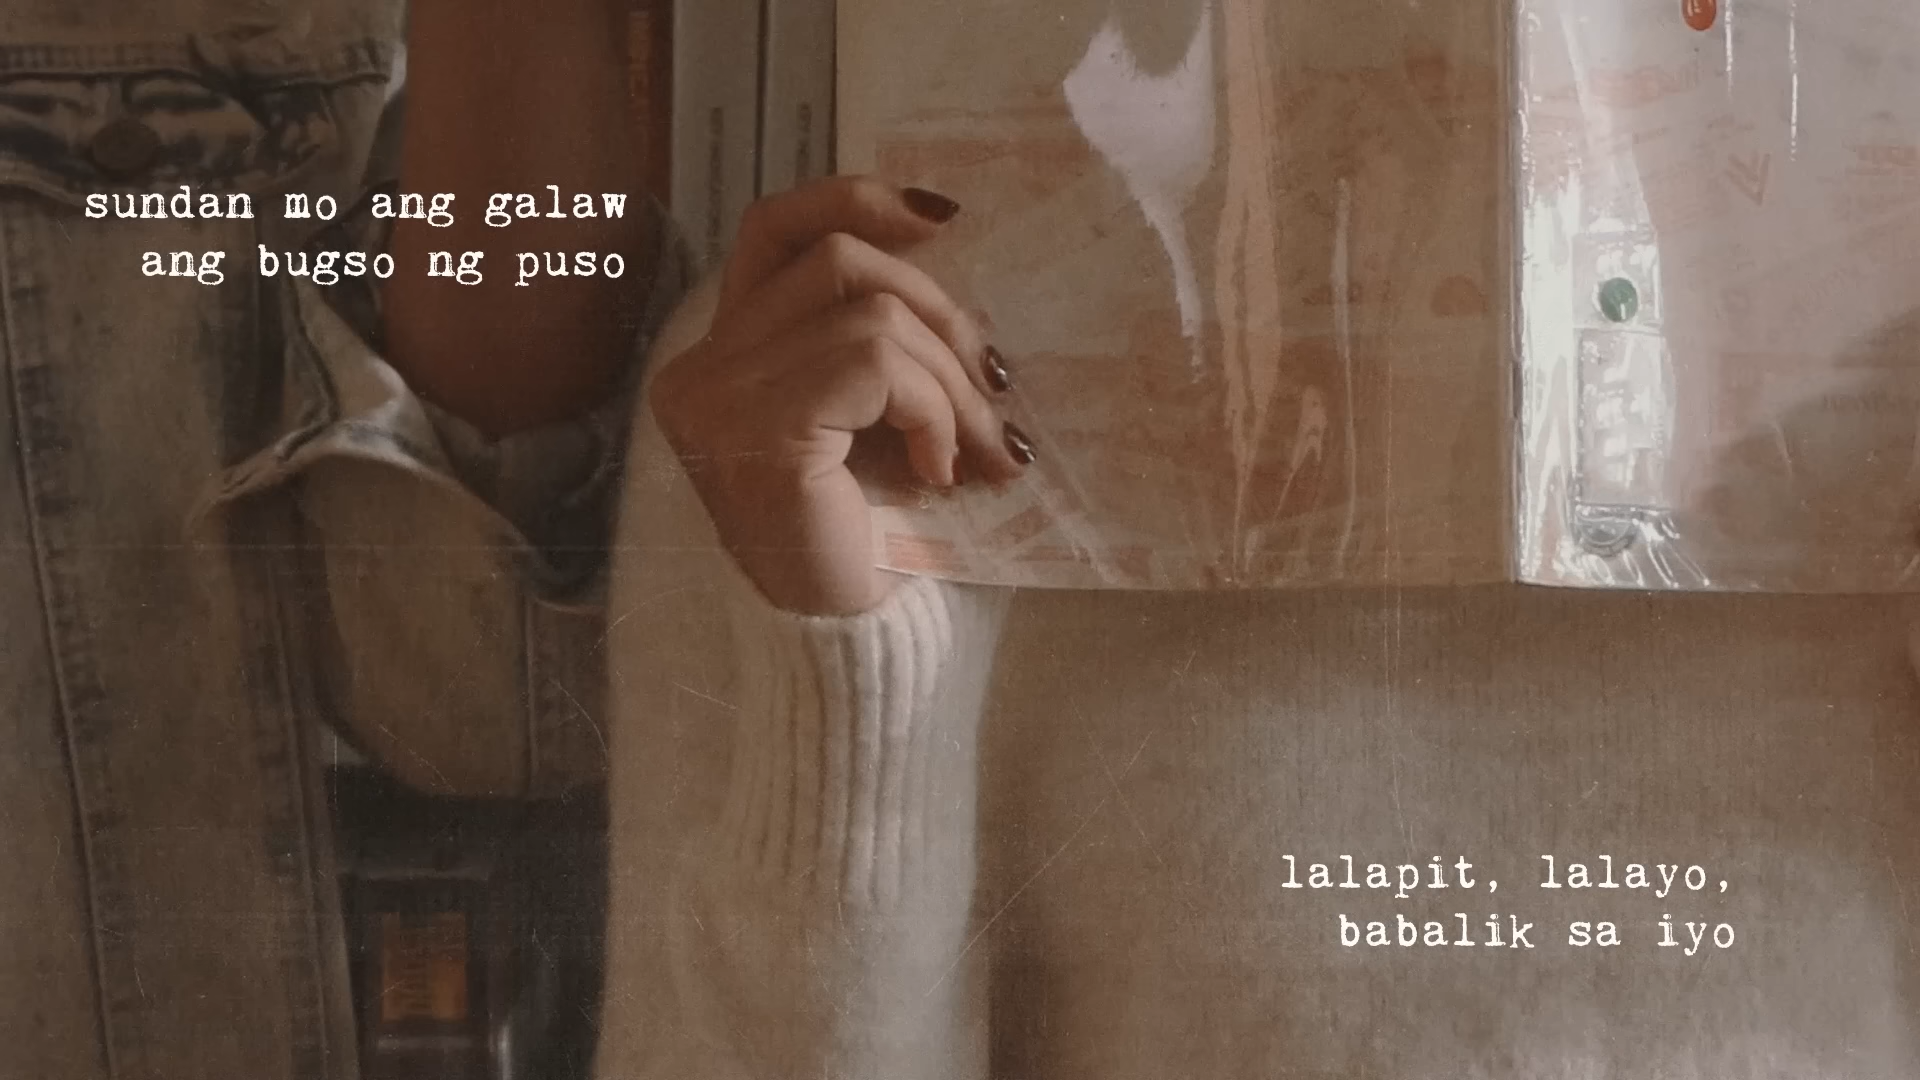 sundan mo ang galaw
ang bugso ng puso
lalapit, lalayo,
babalik sa iyo